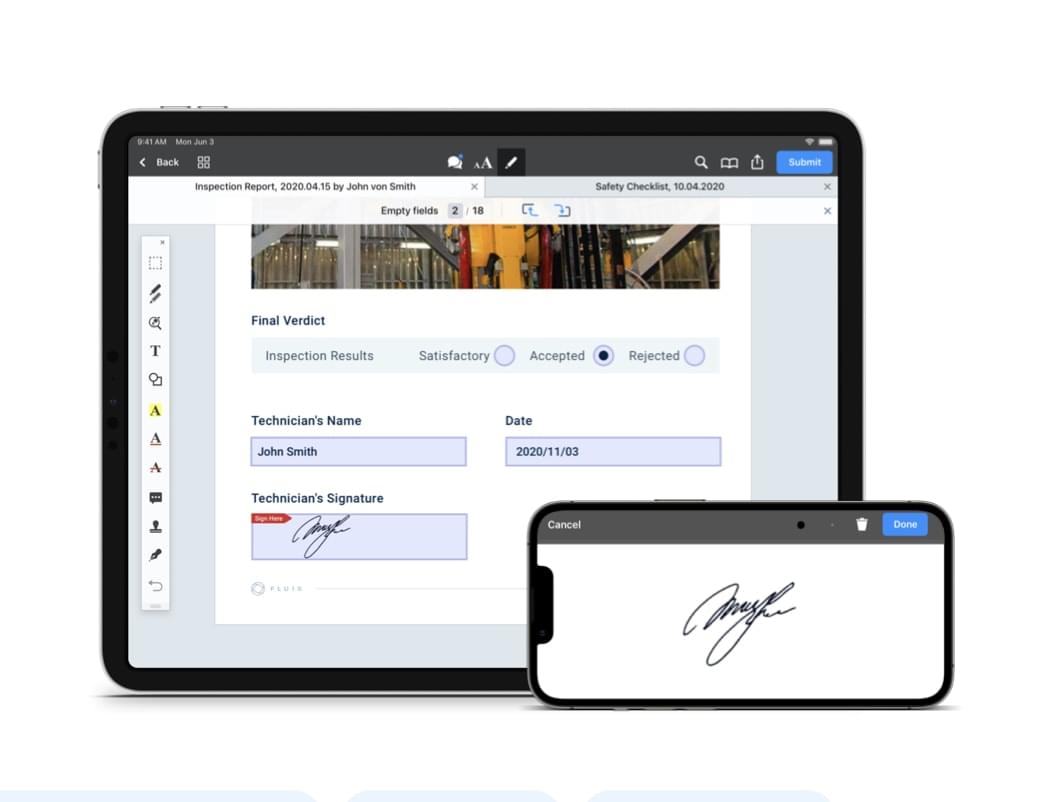 9:41 AM Mon Jun 3
Back
AA
Submit
Inspection Report, 2020.04.15 by John von Smith
Safety Checklist, 10.04.2020
Empty fields 2 / 18
Final Verdict
Inspection Results Satisfactory Accepted Rejected
T
A
A
A
Technician's Name Date
John Smith 2020/11/03
Technician's Signature
Sign Here
FLUIX
Cancel Done